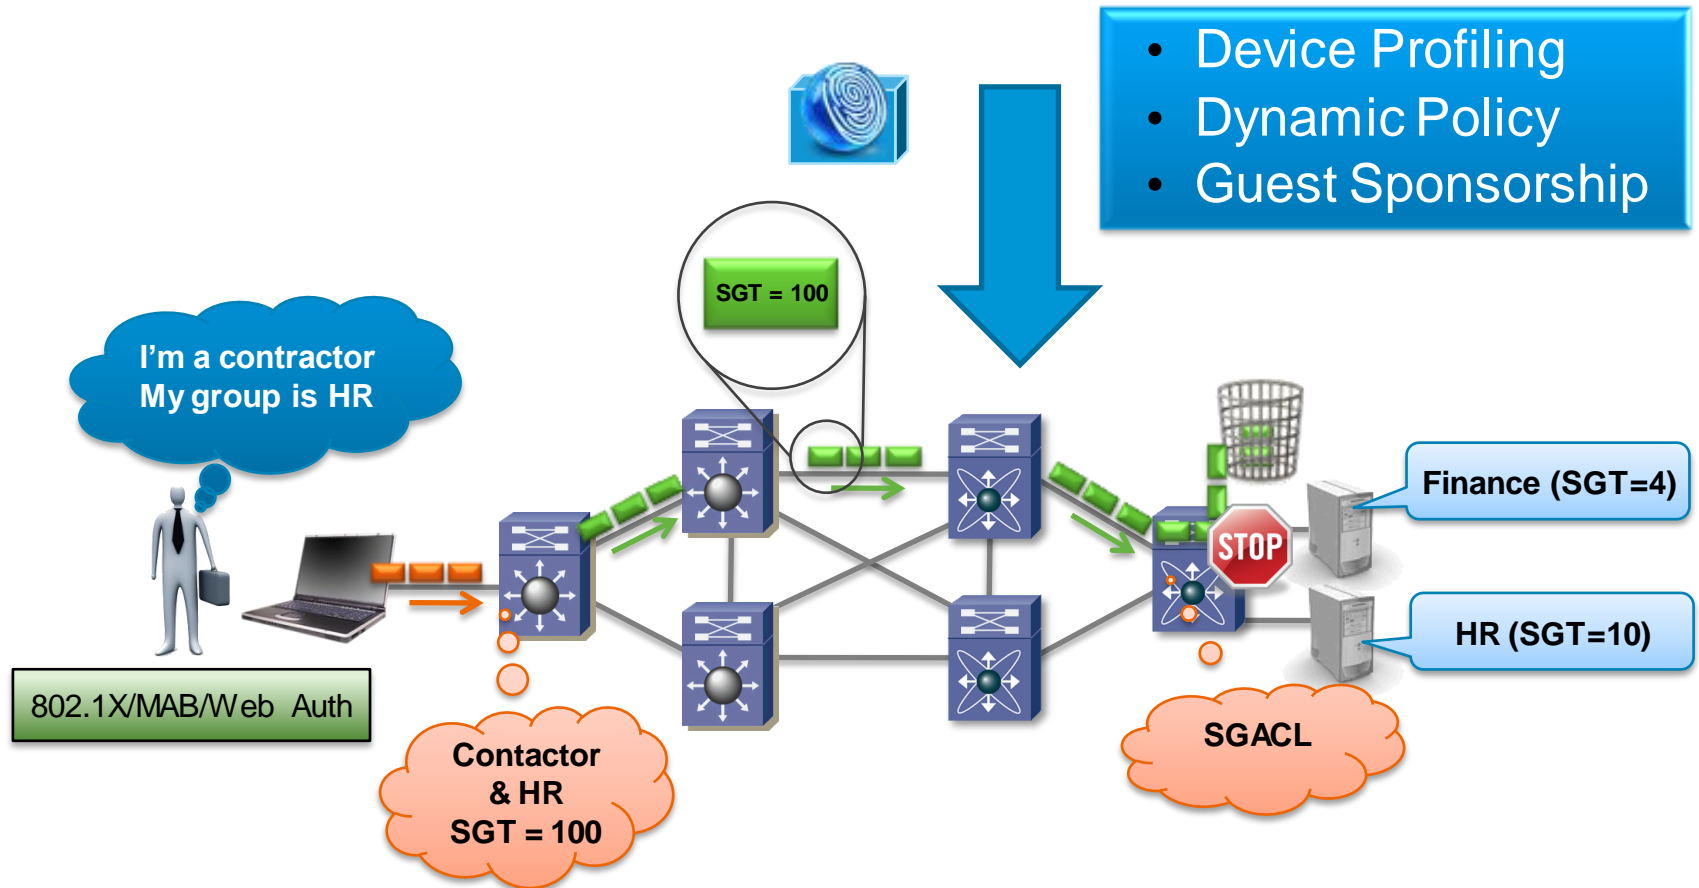 • Device Profiling
• Dynamic Policy
• Guest Sponsorship
SGT = 100
I'm a contractor
My group is HR
Finance (SGT=4)
STOP
HR (SGT=10)
802.1X/MAB/Web Auth
Contactor
& HR
SGT = 100
SGACL